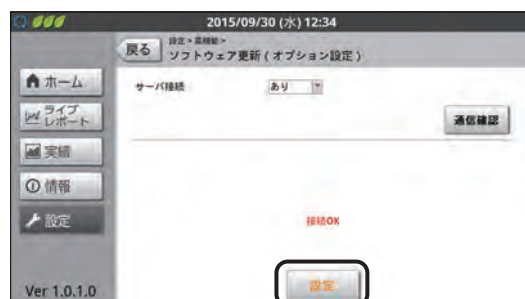 2015/09/30 (水) 12:34
戻る
設定 > 高機能 >
ソフトウェア更新 ( オプション設定 )
ホーム
ライブ
レポート
実績
情報
設定
サーバ接続
あり
通信確認
接続OK
設定
Ver 1.0.1.0